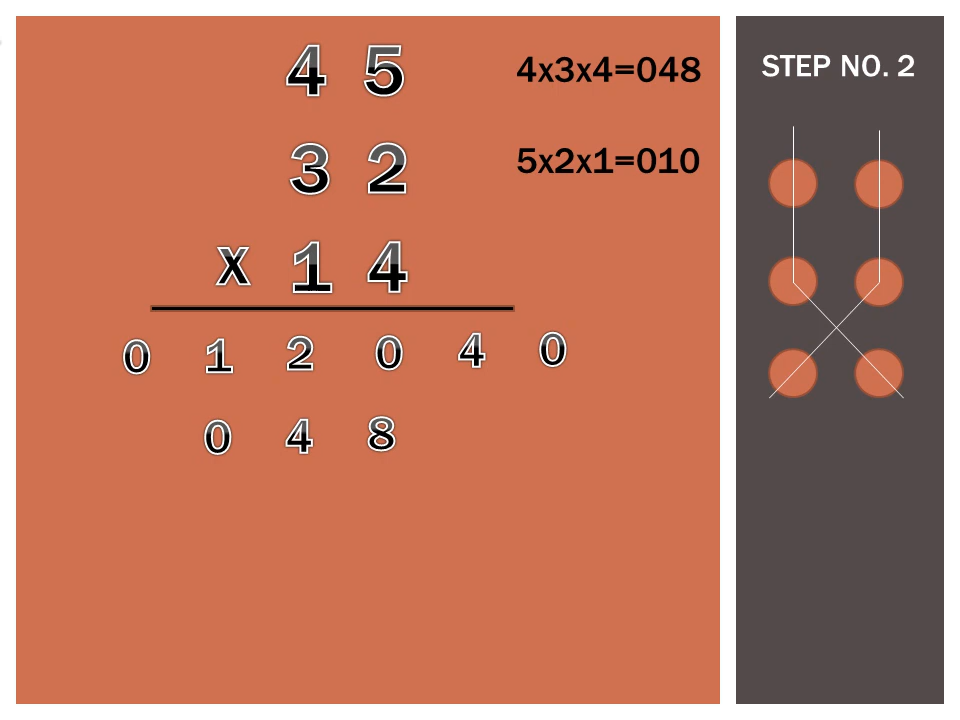 4 5
3 2
x 1 4
0 1 2 0 4 0
0 4 8
4x3x4=048
5x2x1=010
STEP NO. 2